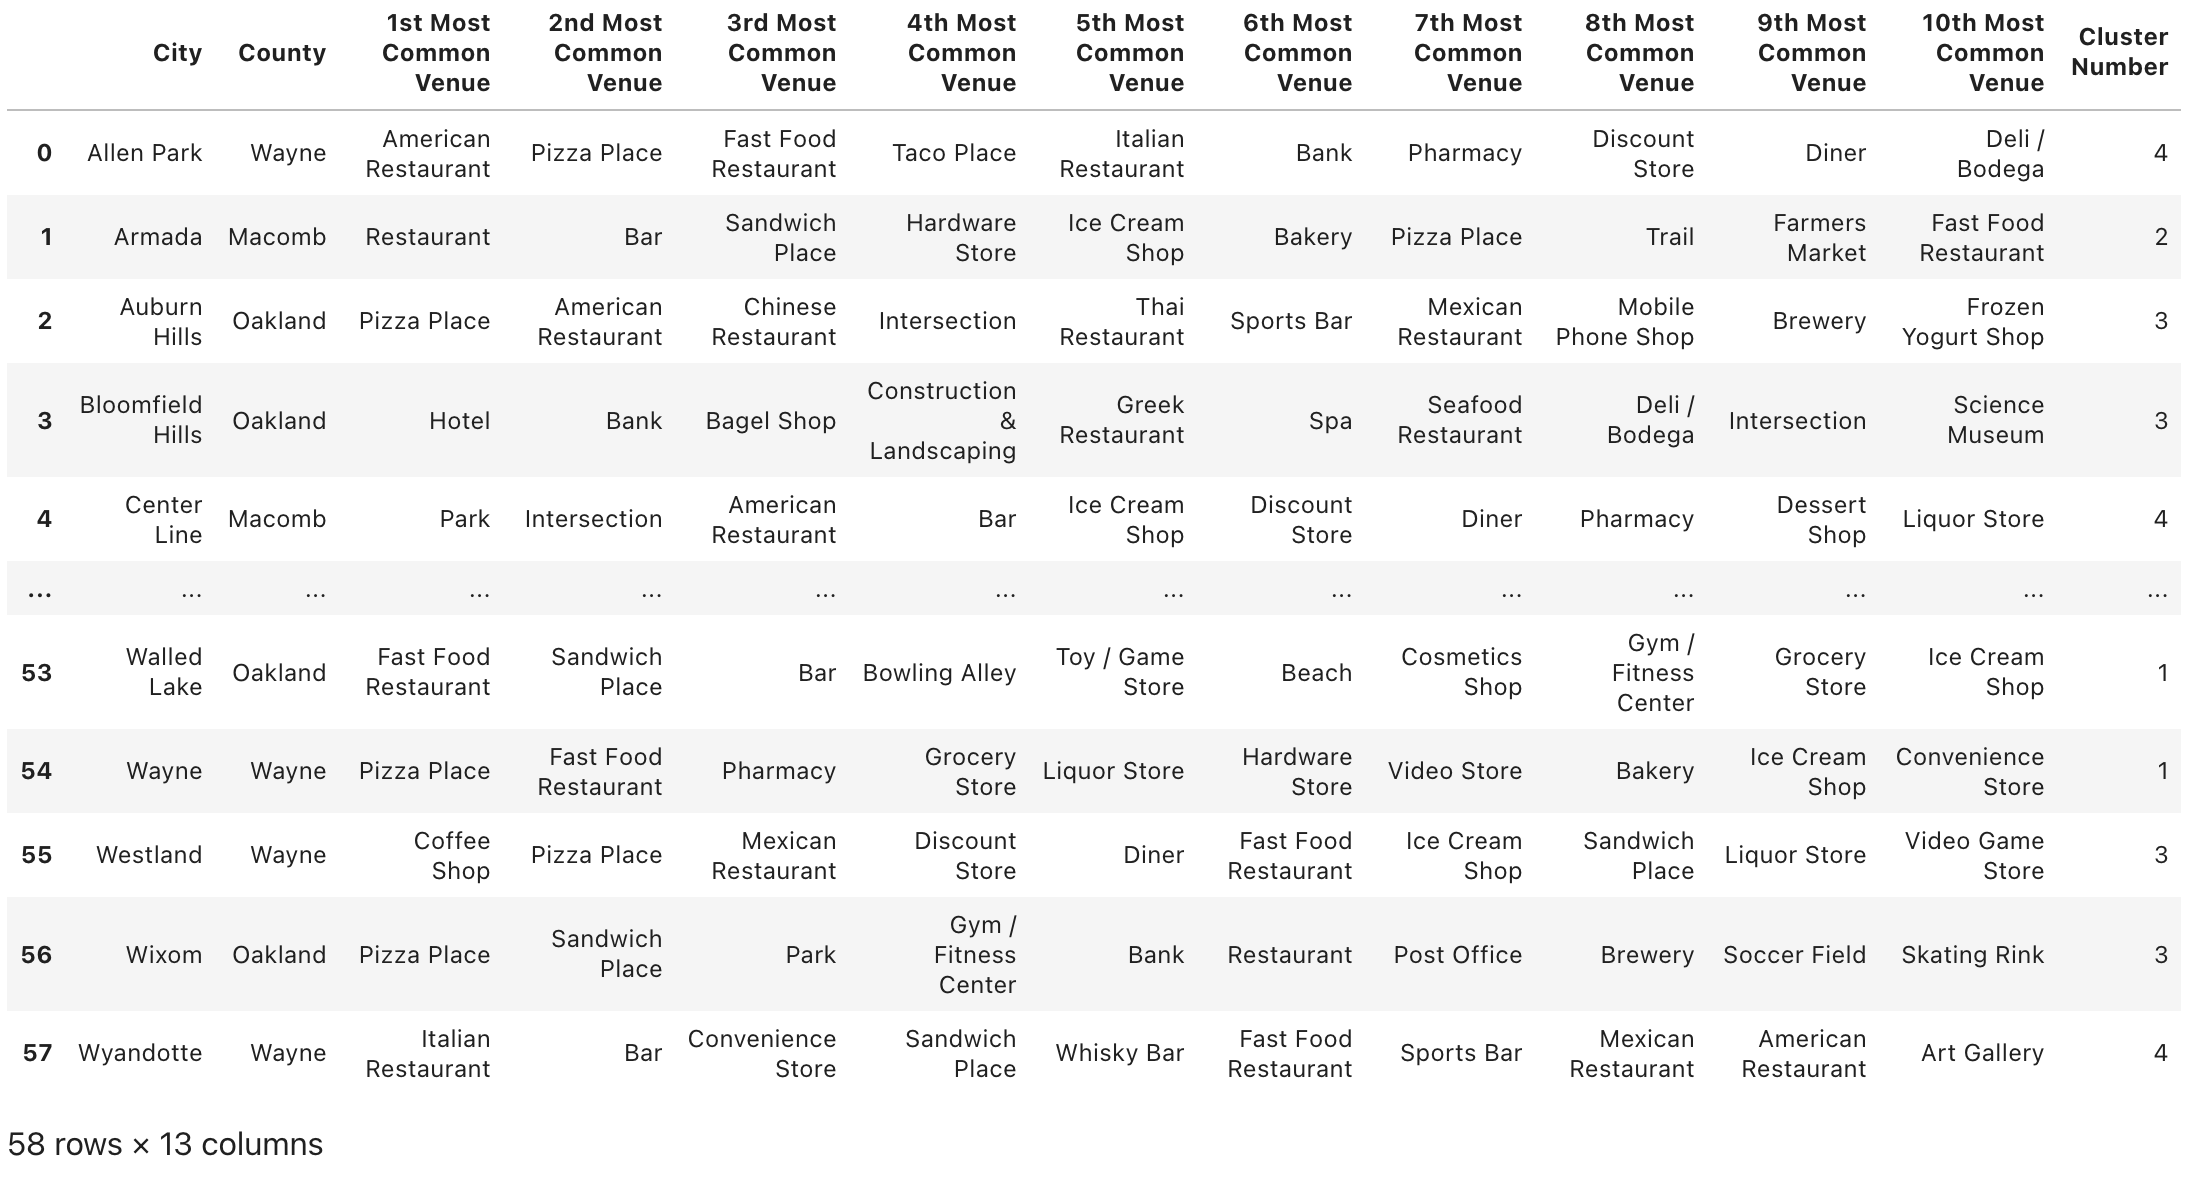 City County 1st Most Common Venue 2nd Most Common Venue 3rd Most Common Venue 4th Most Common Venue 5th Most Common Venue 6th Most Common Venue 7th Most Common Venue 8th Most Common Venue 9th Most Common Venue 10th Most Common Venue Cluster Number
0 Allen Park Wayne American Restaurant Pizza Place Fast Food Restaurant Taco Place Italian Restaurant Bank Pharmacy Discount Store Diner Deli / Bodega 4
1 Armada Macomb Restaurant Bar Sandwich Place Hardware Store Ice Cream Shop Bakery Pizza Place Trail Farmers Market Fast Food Restaurant 2
2 Auburn Hills Oakland Pizza Place American Restaurant Chinese Restaurant Intersection Thai Restaurant Sports Bar Mexican Restaurant Mobile Phone Shop Brewery Frozen Yogurt Shop 3
3 Bloomfield Hills Oakland Hotel Bank Bagel Shop Construction & Landscaping Greek Restaurant Spa Seafood Restaurant Deli / Bodega Intersection Science Museum 3
4 Center Line Macomb Park Intersection American Restaurant Bar Ice Cream Shop Discount Store Diner Pharmacy Dessert Shop Liquor Store 4
... ... ... ... ... ... ... ... ... ... ... ... ... ...
53 Walled Lake Oakland Fast Food Restaurant Sandwich Place Bar Bowling Alley Toy / Game Store Beach Cosmetics Shop Gym / Fitness Center Grocery Store Ice Cream Shop 1
54 Wayne Wayne Pizza Place Fast Food Restaurant Pharmacy Grocery Store Liquor Store Hardware Store Video Store Bakery Ice Cream Shop Convenience Store 1
55 Westland Wayne Coffee Shop Pizza Place Mexican Restaurant Discount Store Diner Fast Food Restaurant Ice Cream Shop Sandwich Place Liquor Store Video Game Store 3
56 Wixom Oakland Pizza Place Sandwich Place Park Gym / Fitness Center Bank Restaurant Post Office Brewery Soccer Field Skating Rink 3
57 Wyandotte Wayne Italian Restaurant Bar Convenience Store Sandwich Place Whisky Bar Fast Food Restaurant Sports Bar Mexican Restaurant American Restaurant Art Gallery 4
58 rows × 13 columns